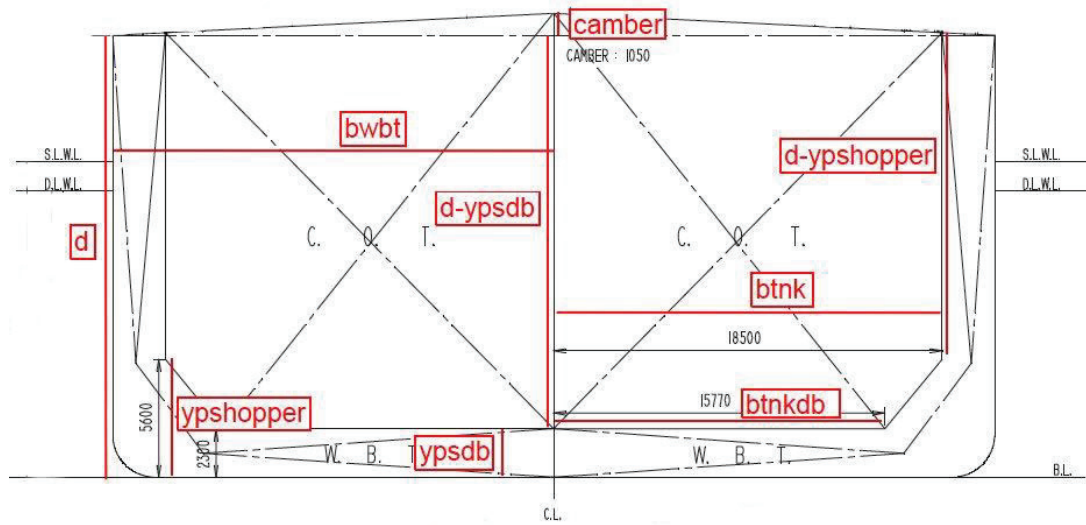 camber
CAMBER : 1050
bwbt
S.L.W.L.
d-ypshopper
S.L.W.L.
D.L.W.L.
D.L.W.L.
d-ypsdb
d
C. O. T.
C. O. T.
btnk
18500
5600
ypshopper
15770
btnkdb
2300
W. B. T.
ypsdb
W. B. T.
B.L.
C.L.